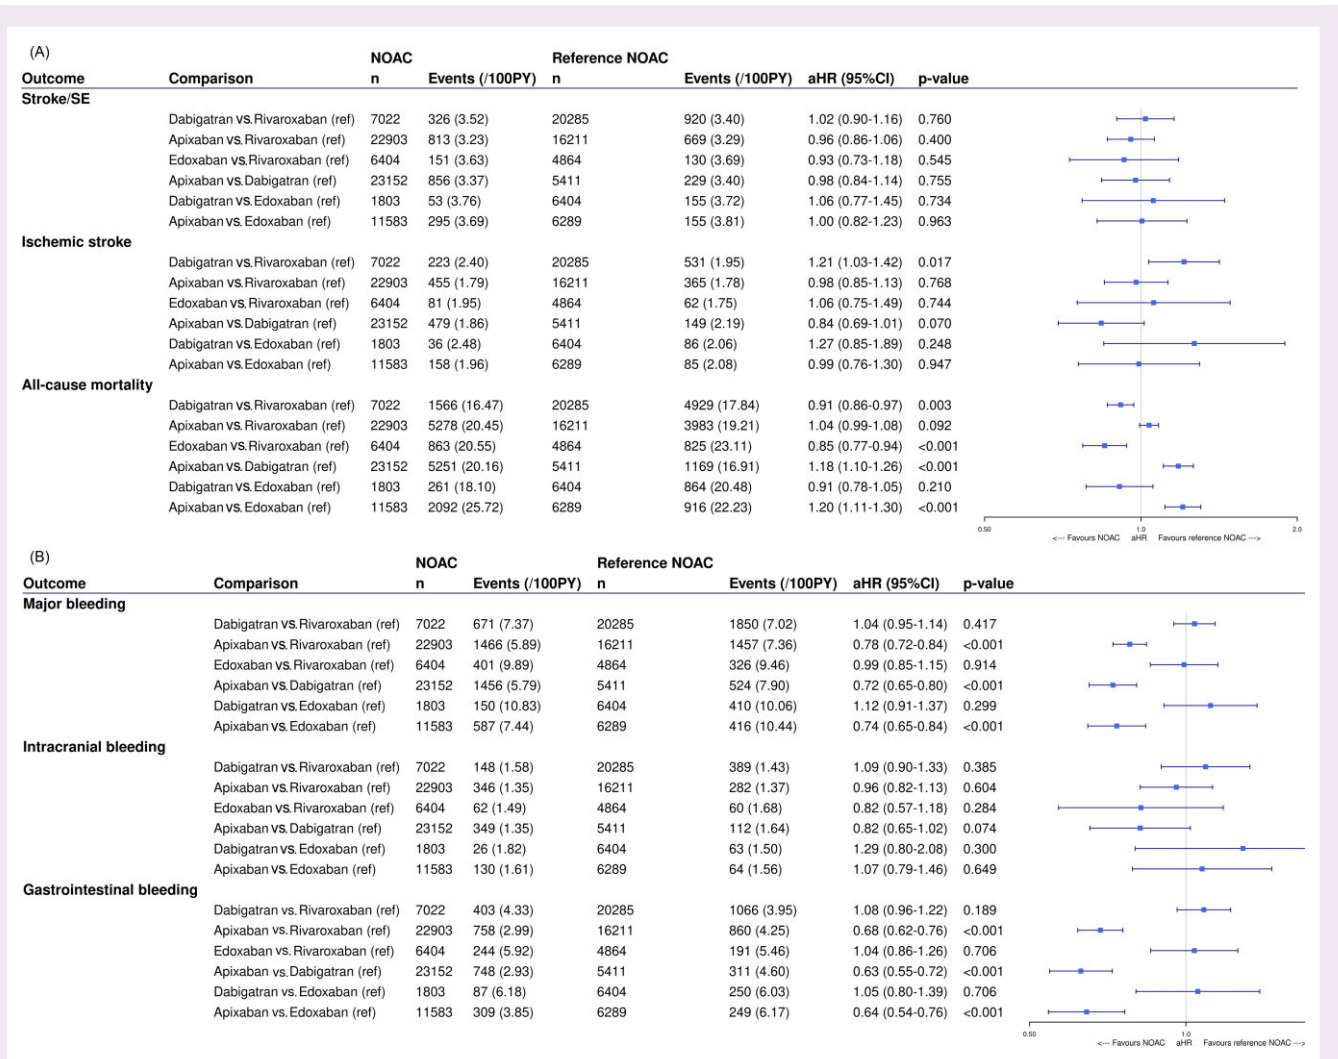 (A)
NOAC Reference NOAC
Outcome Comparison n Events (/100PY) n Events (/100PY) aHR (95%CI) p-value
Stroke/SE
Dabigatran vs. Rivaroxaban (ref) 7022 326 (3.52) 20285 920 (3.40) 1.02 (0.90-1.16) 0.760
Apixaban vs. Rivaroxaban (ref) 22903 813 (3.23) 16211 669 (3.29) 0.96 (0.86-1.06) 0.400
Edoxaban vs. Rivaroxaban (ref) 6404 151 (3.63) 4864 130 (3.69) 0.93 (0.73-1.18) 0.545
Apixaban vs. Dabigatran (ref) 23152 856 (3.37) 5411 229 (3.40) 0.98 (0.84-1.14) 0.755
Dabigatran vs. Edoxaban (ref) 1803 53 (3.76) 6404 155 (3.72) 1.06 (0.77-1.45) 0.734
Apixaban vs. Edoxaban (ref) 11583 295 (3.69) 6289 155 (3.81) 1.00 (0.82-1.23) 0.963
Ischemic stroke
Dabigatran vs. Rivaroxaban (ref) 7022 223 (2.40) 20285 531 (1.95) 1.21 (1.03-1.42) 0.017
Apixaban vs. Rivaroxaban (ref) 22903 455 (1.79) 16211 365 (1.78) 0.98 (0.85-1.13) 0.768
Edoxaban vs. Rivaroxaban (ref) 6404 81 (1.95) 4864 62 (1.75) 1.06 (0.75-1.49) 0.744
Apixaban vs. Dabigatran (ref) 23152 479 (1.86) 5411 149 (2.19) 0.84 (0.69-1.01) 0.070
Dabigatran vs. Edoxaban (ref) 1803 36 (2.48) 6404 86 (2.06) 1.27 (0.85-1.89) 0.248
Apixaban vs. Edoxaban (ref) 11583 158 (1.96) 6289 85 (2.08) 0.99 (0.76-1.30) 0.947
All-cause mortality
Dabigatran vs. Rivaroxaban (ref) 7022 1566 (16.47) 20285 4929 (17.84) 0.91 (0.86-0.97) 0.003
Apixaban vs. Rivaroxaban (ref) 22903 5278 (20.45) 16211 3983 (19.21) 1.04 (0.99-1.08) 0.092
Edoxaban vs. Rivaroxaban (ref) 6404 863 (20.55) 4864 825 (23.11) 0.85 (0.77-0.94) <0.001
Apixaban vs. Dabigatran (ref) 23152 5251 (20.16) 5411 1169 (16.91) 1.18 (1.10-1.26) <0.001
Dabigatran vs. Edoxaban (ref) 1803 261 (18.10) 6404 864 (20.48) 0.91 (0.78-1.05) 0.210
Apixaban vs. Edoxaban (ref) 11583 2092 (25.72) 6289 916 (22.23) 1.20 (1.11-1.30) <0.001
0.50 1.0 2.0
<--- Favours NOAC aHR Favours reference NOAC --->
(B)
NOAC Reference NOAC
Outcome Comparison n Events (/100PY) n Events (/100PY) aHR (95%CI) p-value
Major bleeding
Dabigatran vs. Rivaroxaban (ref) 7022 671 (7.37) 20285 1850 (7.02) 1.04 (0.95-1.14) 0.417
Apixaban vs. Rivaroxaban (ref) 22903 1466 (5.89) 16211 1457 (7.36) 0.78 (0.72-0.84) <0.001
Edoxaban vs. Rivaroxaban (ref) 6404 401 (9.89) 4864 326 (9.46) 0.99 (0.85-1.15) 0.914
Apixaban vs. Dabigatran (ref) 23152 1456 (5.79) 5411 524 (7.90) 0.72 (0.65-0.80) <0.001
Dabigatran vs. Edoxaban (ref) 1803 150 (10.83) 6404 410 (10.06) 1.12 (0.91-1.37) 0.299
Apixaban vs. Edoxaban (ref) 11583 587 (7.44) 6289 416 (10.44) 0.74 (0.65-0.84) <0.001
Intracranial bleeding
Dabigatran vs. Rivaroxaban (ref) 7022 148 (1.58) 20285 389 (1.43) 1.09 (0.90-1.33) 0.385
Apixaban vs. Rivaroxaban (ref) 22903 346 (1.35) 16211 282 (1.37) 0.96 (0.82-1.13) 0.604
Edoxaban vs. Rivaroxaban (ref) 6404 62 (1.49) 4864 60 (1.68) 0.82 (0.57-1.18) 0.284
Apixaban vs. Dabigatran (ref) 23152 349 (1.35) 5411 112 (1.64) 0.82 (0.65-1.02) 0.074
Dabigatran vs. Edoxaban (ref) 1803 26 (1.82) 6404 63 (1.50) 1.29 (0.80-2.08) 0.300
Apixaban vs. Edoxaban (ref) 11583 130 (1.61) 6289 64 (1.56) 1.07 (0.79-1.46) 0.649
Gastrointestinal bleeding
Dabigatran vs. Rivaroxaban (ref) 7022 403 (4.33) 20285 1066 (3.95) 1.08 (0.96-1.22) 0.189
Apixaban vs. Rivaroxaban (ref) 22903 758 (2.99) 16211 860 (4.25) 0.68 (0.62-0.76) <0.001
Edoxaban vs. Rivaroxaban (ref) 6404 244 (5.92) 4864 191 (5.46) 1.04 (0.86-1.26) 0.706
Apixaban vs. Dabigatran (ref) 23152 748 (2.93) 5411 311 (4.60) 0.63 (0.55-0.72) <0.001
Dabigatran vs. Edoxaban (ref) 1803 87 (6.18) 6404 250 (6.03) 1.05 (0.80-1.39) 0.706
Apixaban vs. Edoxaban (ref) 11583 309 (3.85) 6289 249 (6.17) 0.64 (0.54-0.76) <0.001
0.50 1.0
<--- Favours NOAC aHR Favours reference NOAC --->